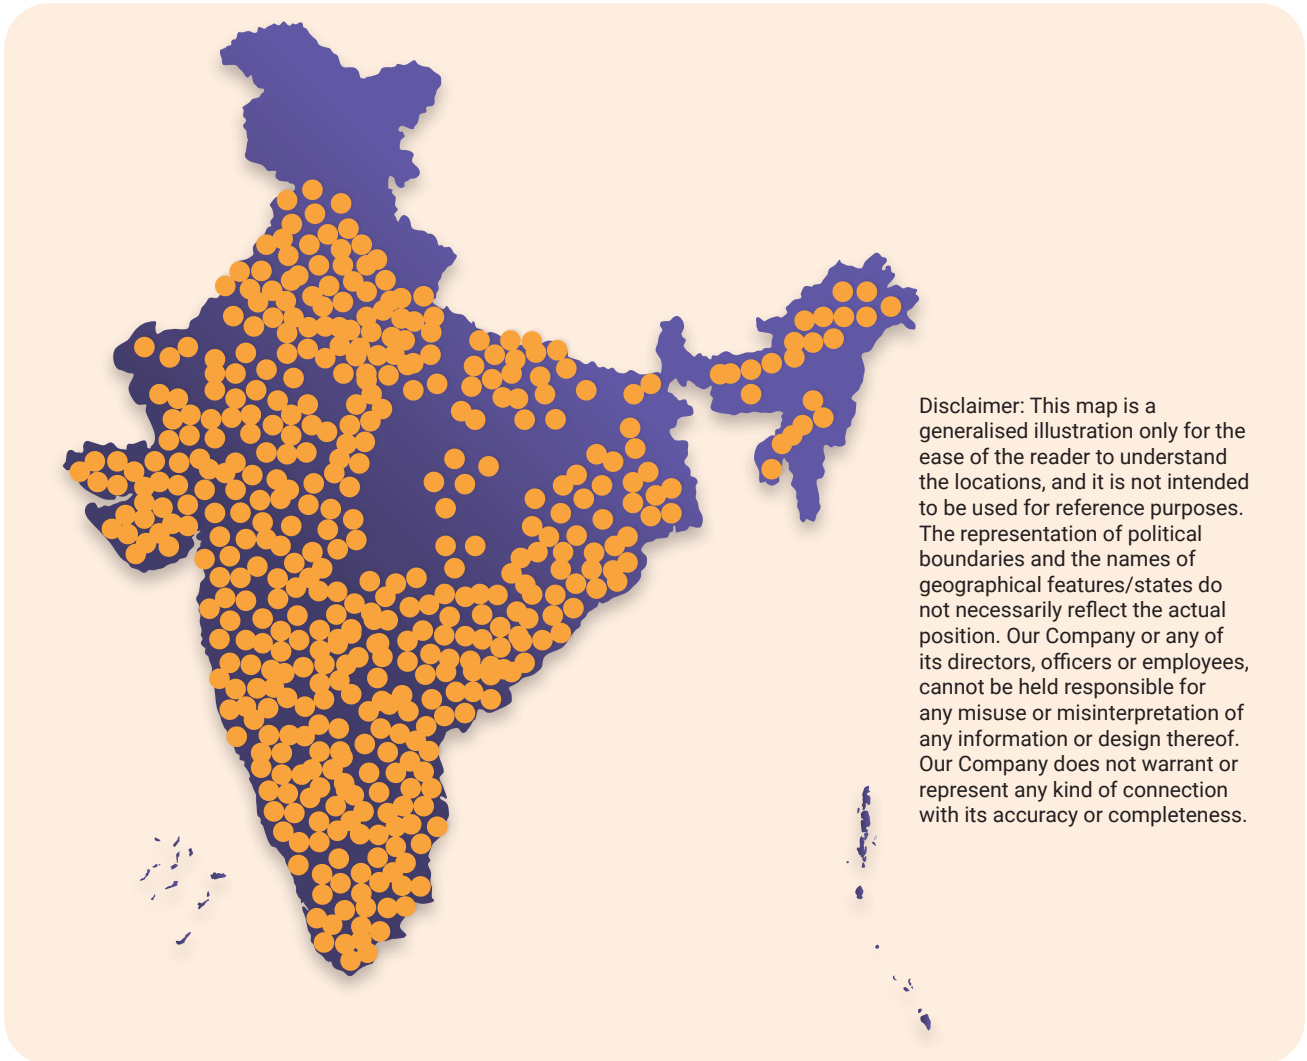 Disclaimer: This map is a
generalised illustration only for the
ease of the reader to understand
the locations, and it is not intended
to be used for reference purposes.
The representation of political
boundaries and the names of
geographical features/states do
not necessarily reflect the actual
position. Our Company or any of
its directors, officers or employees,
cannot be held responsible for
any misuse or misinterpretation of
any information or design thereof.
Our Company does not warrant or
represent any kind of connection
with its accuracy or completeness.